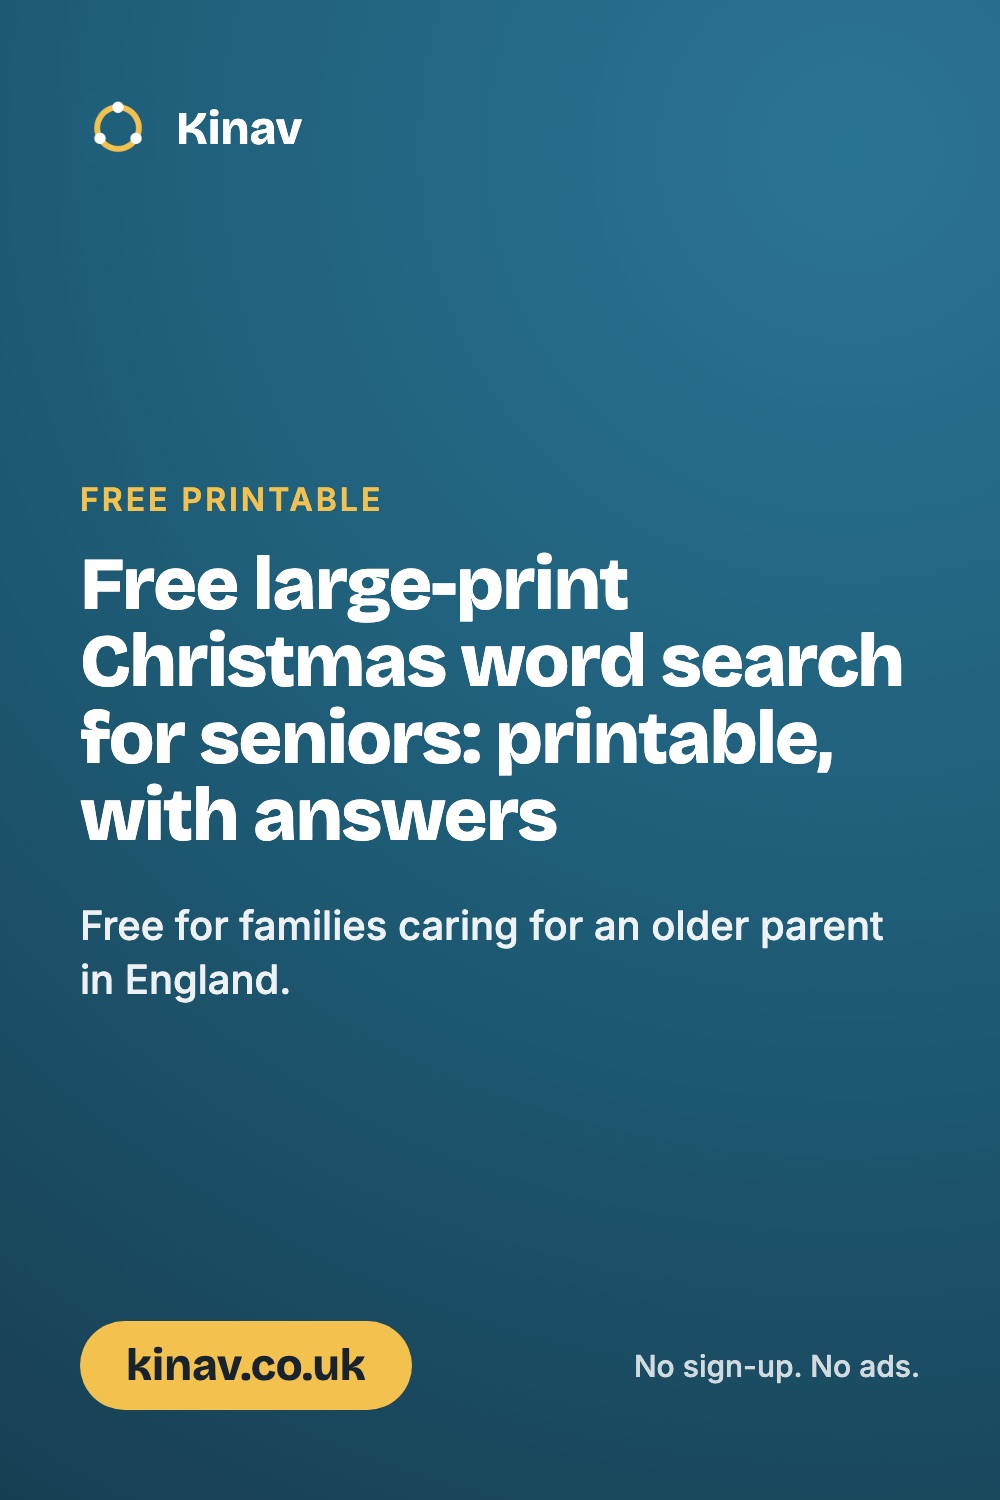 Kinav
FREE PRINTABLE
Free large-print
Christmas word search
for seniors: printable,
with answers
Free for families caring for an older parent
in England.
kinav.co.uk
No sign-up. No ads.